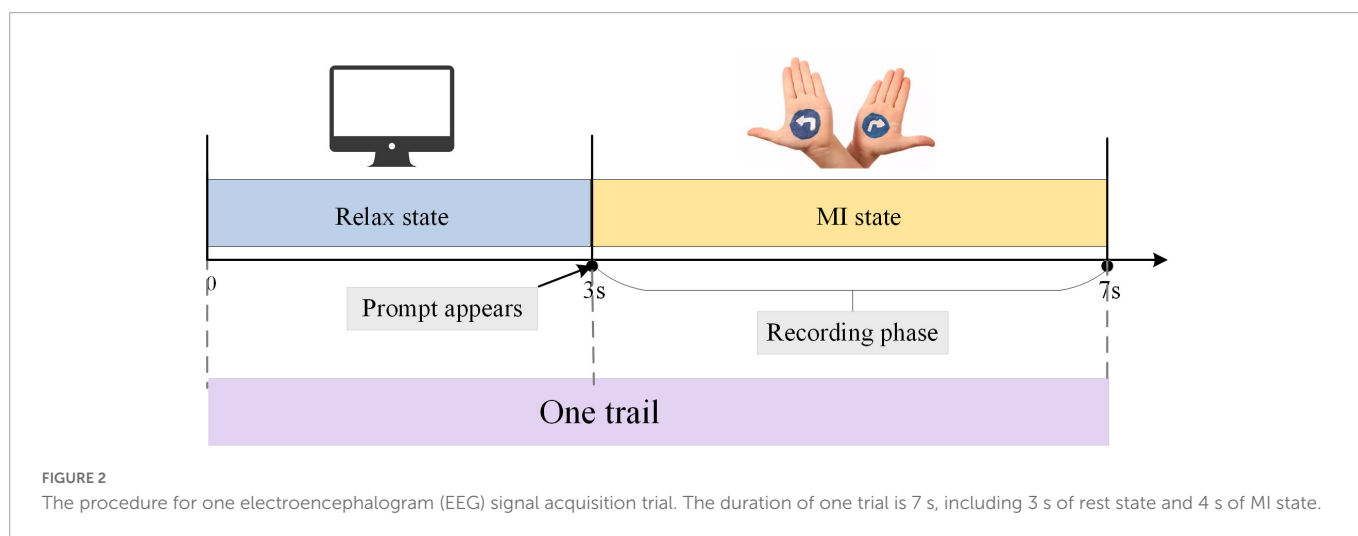 Relax state
MI state
0
3s
7s
Prompt appears
Recording phase
One trail
FIGURE 2
The procedure for one electroencephalogram (EEG) signal acquisition trial. The duration of one trial is 7 s, including 3 s of rest state and 4 s of MI state.